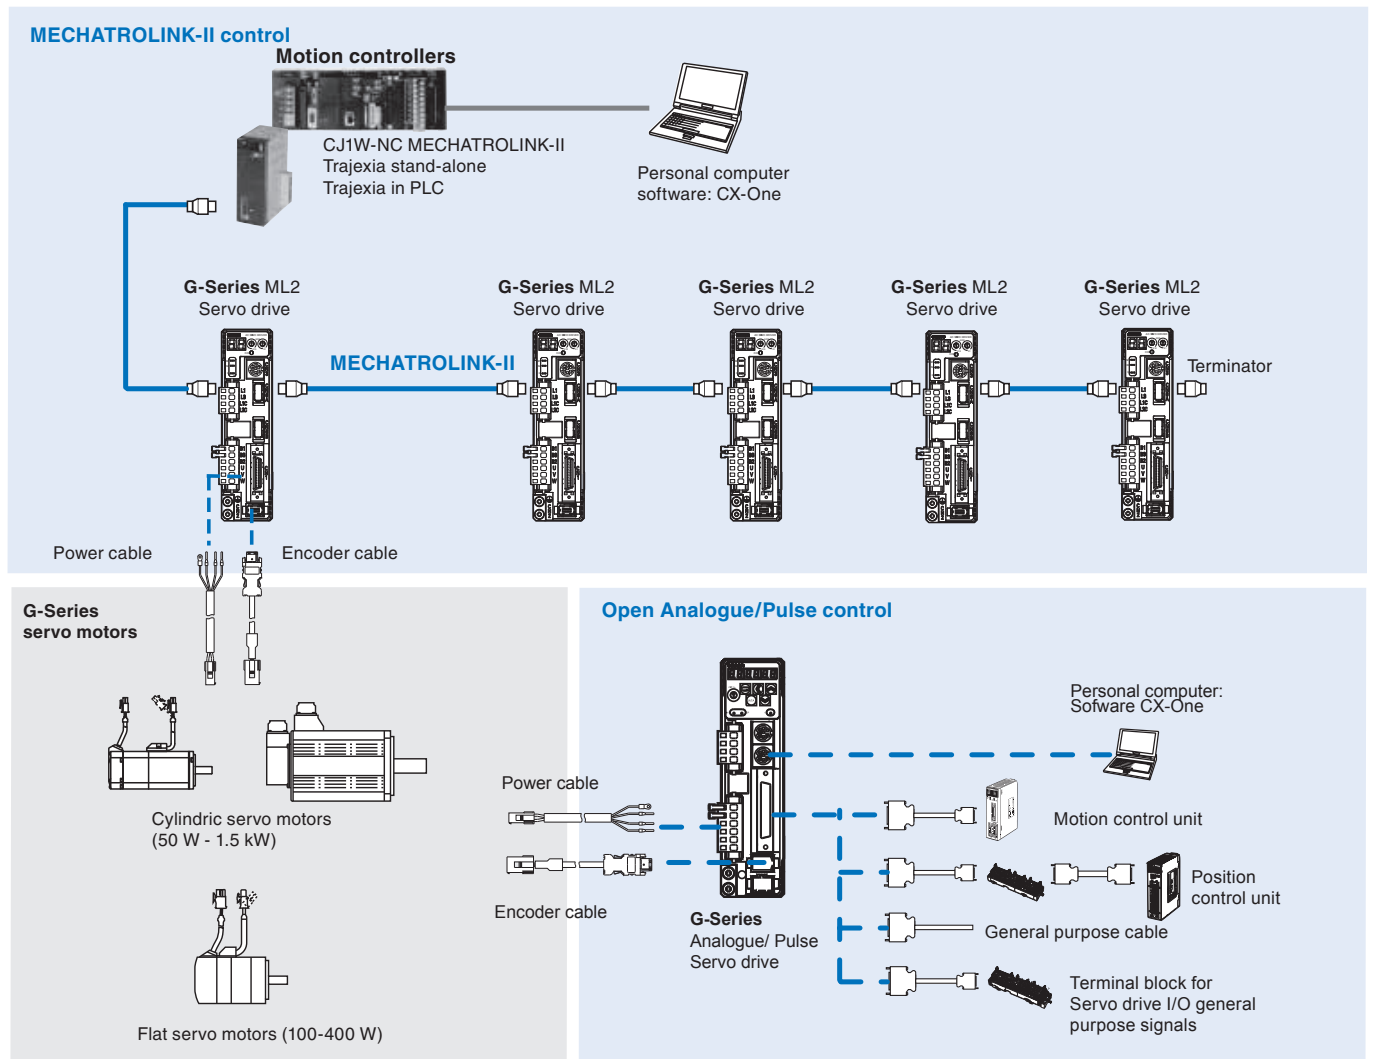 MECHATROLINK-II control
Motion controllers
CJ1W-NC MECHATROLINK-II
Trajexia stand-alone
Trajexia in PLC
Personal computer
software: CX-One
G-Series ML2
Servo drive
G-Series ML2
Servo drive
G-Series ML2
Servo drive
G-Series ML2
Servo drive
G-Series ML2
Servo drive
MECHATROLINK-II
Terminator
Power cable
Encoder cable
G-Series
servo motors
Cylindric servo motors
(50 W - 1.5 kW)
Flat servo motors (100-400 W)
Open Analogue/Pulse control
Personal computer:
Sofware CX-One
Power cable
Encoder cable
G-Series
Analogue/ Pulse
Servo drive
Motion control unit
Position
control unit
General purpose cable
Terminal block for
Servo drive I/O general
purpose signals